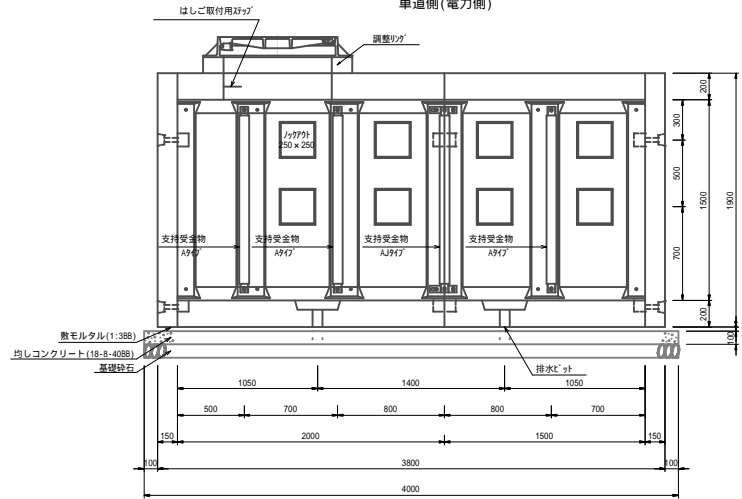 車道側(電力側)
はしご取付用ｽﾃｯﾌﾟ
調整ﾘﾝｸﾞ
ﾉｯｸｱｳﾄ
250×250
支持受金物
Aﾀｲﾌﾟ
支持受金物
Aﾀｲﾌﾟ
支持受金物
AJﾀｲﾌﾟ
支持受金物
Aﾀｲﾌﾟ
200
300
500
700
200
1500
1900
100
敷モルタル(1:3BB)
均しコンクリート(18-8-40BB)
基礎砕石
排水ﾋﾟｯﾄ
1050
1400
1050
500
700
800
800
700
150
2000
1500
150
100
3800
100
4000